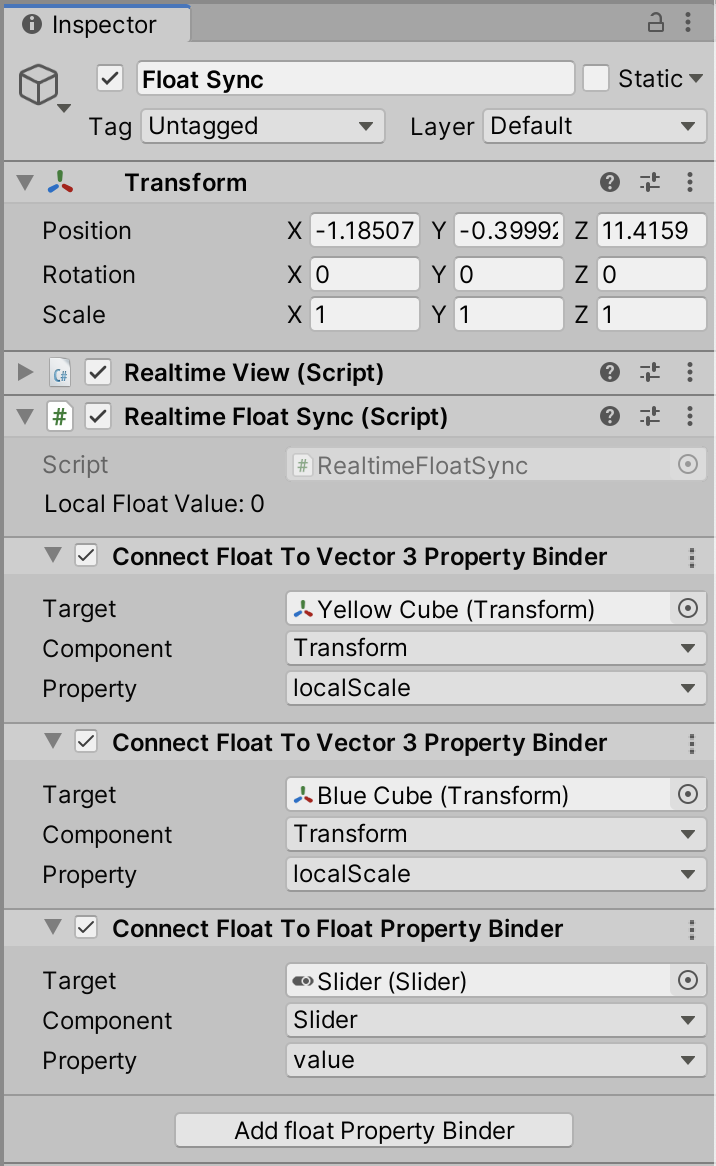 Inspector
Float Sync Static
Tag Untagged Layer Default
Transform
Position X -1.18507 Y -0.39992 Z 11.4159
Rotation X 0 Y 0 Z 0
Scale X 1 Y 1 Z 1
C# Realtime View (Script)
# Realtime Float Sync (Script)
Script # RealtimeFloatSync
Local Float Value: 0
Connect Float To Vector 3 Property Binder
Target Yellow Cube (Transform)
Component Transform
Property localScale
Connect Float To Vector 3 Property Binder
Target Blue Cube (Transform)
Component Transform
Property localScale
Connect Float To Float Property Binder
Target Slider (Slider)
Component Slider
Property value
Add float Property Binder